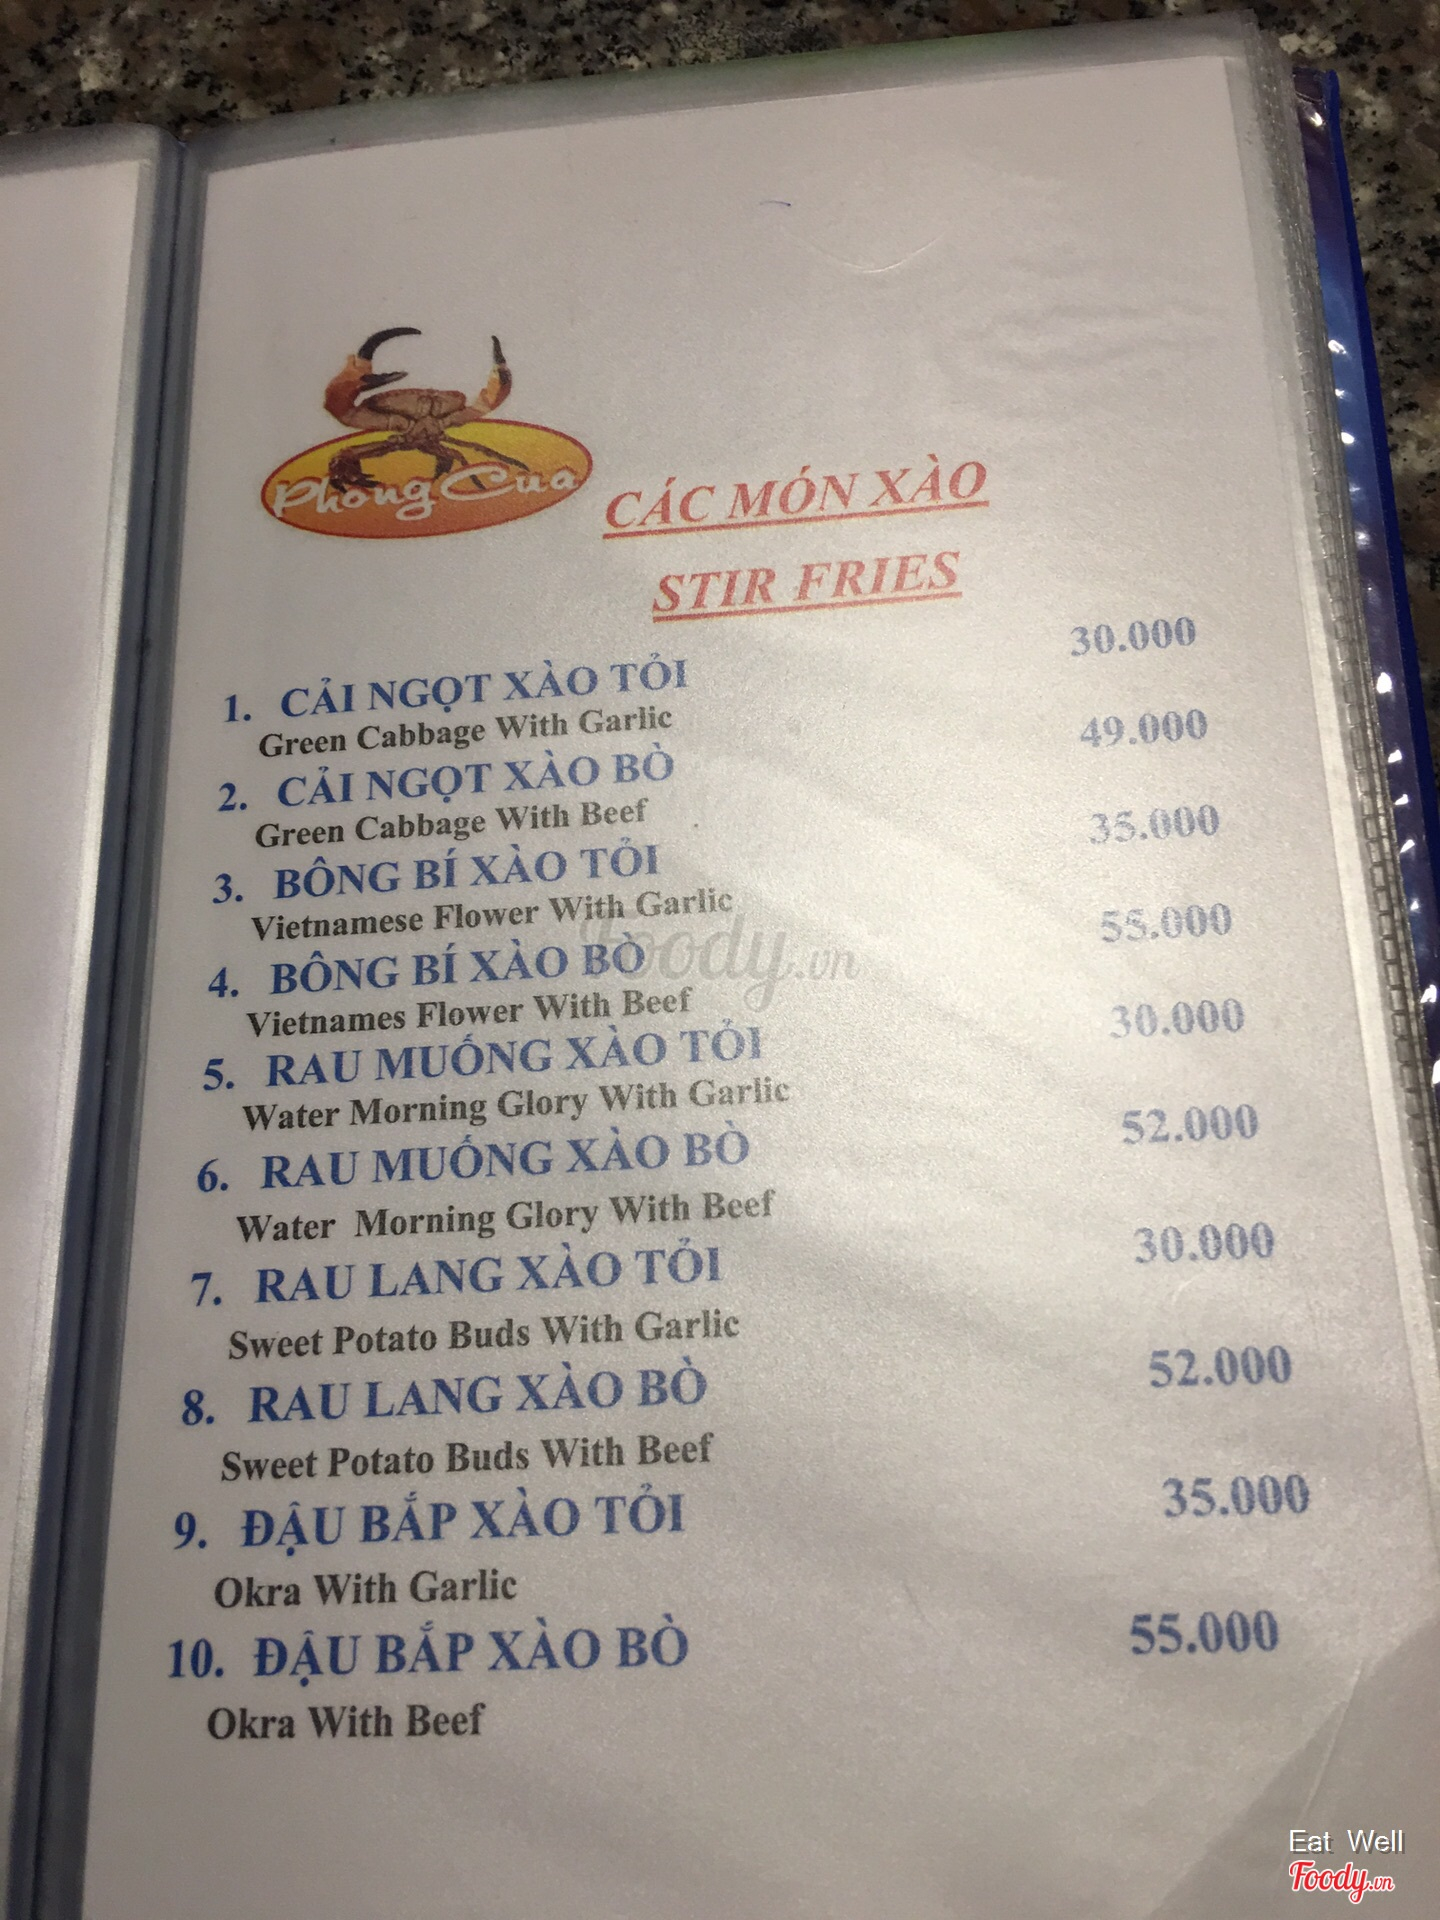 Phong Cua
CÁC MÓN XÀO
STIR FRIES
1. CẢI NGỌT XÀO TỎI 30.000
Green Cabbage With Garlic
2. CẢI NGỌT XÀO BÒ 49.000
Green Cabbage With Beef
3. BÔNG BÍ XÀO TỎI 35.000
Vietnamese Flower With Garlic
4. BÔNG BÍ XÀO BÒ 55.000
Vietnames Flower With Beef
5. RAU MUỐNG XÀO TỎI 30.000
Water Morning Glory With Garlic
6. RAU MUỐNG XÀO BÒ 52.000
Water Morning Glory With Beef
7. RAU LANG XÀO TỎI 30.000
Sweet Potato Buds With Garlic
8. RAU LANG XÀO BÒ 52.000
Sweet Potato Buds With Beef
9. ĐẬU BẮP XÀO TỎI 35.000
Okra With Garlic
10. ĐẬU BẮP XÀO BÒ 55.000
Okra With Beef
Foody.vn
Eat Well
Foody.vn